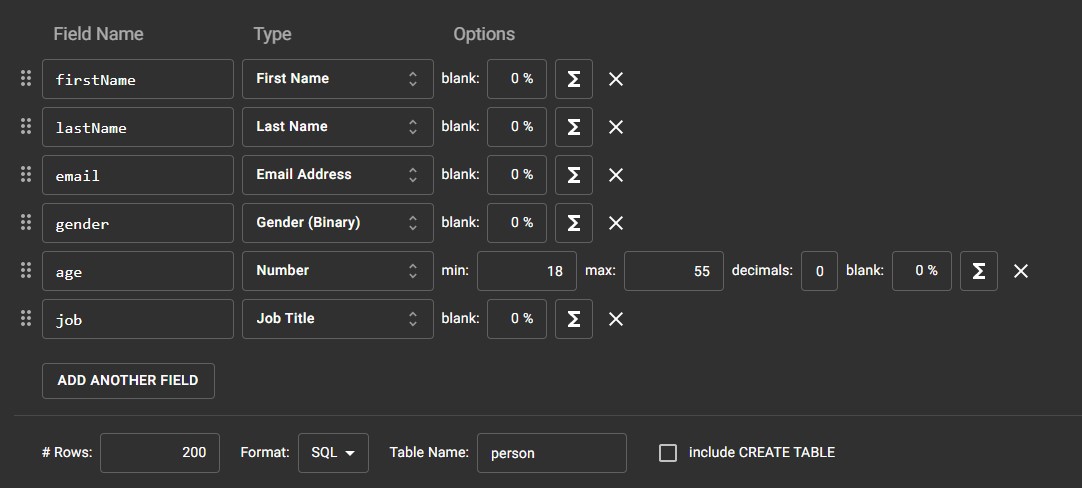 Field Name Type Options
firstName First Name blank: 0 % Σ
lastName Last Name blank: 0 % Σ
email Email Address blank: 0 % Σ
gender Gender (Binary) blank: 0 % Σ
age Number min: 18 max: 55 decimals: 0 blank: 0 % Σ
job Job Title blank: 0 % Σ
ADD ANOTHER FIELD
# Rows: 200 Format: SQL Table Name: person include CREATE TABLE